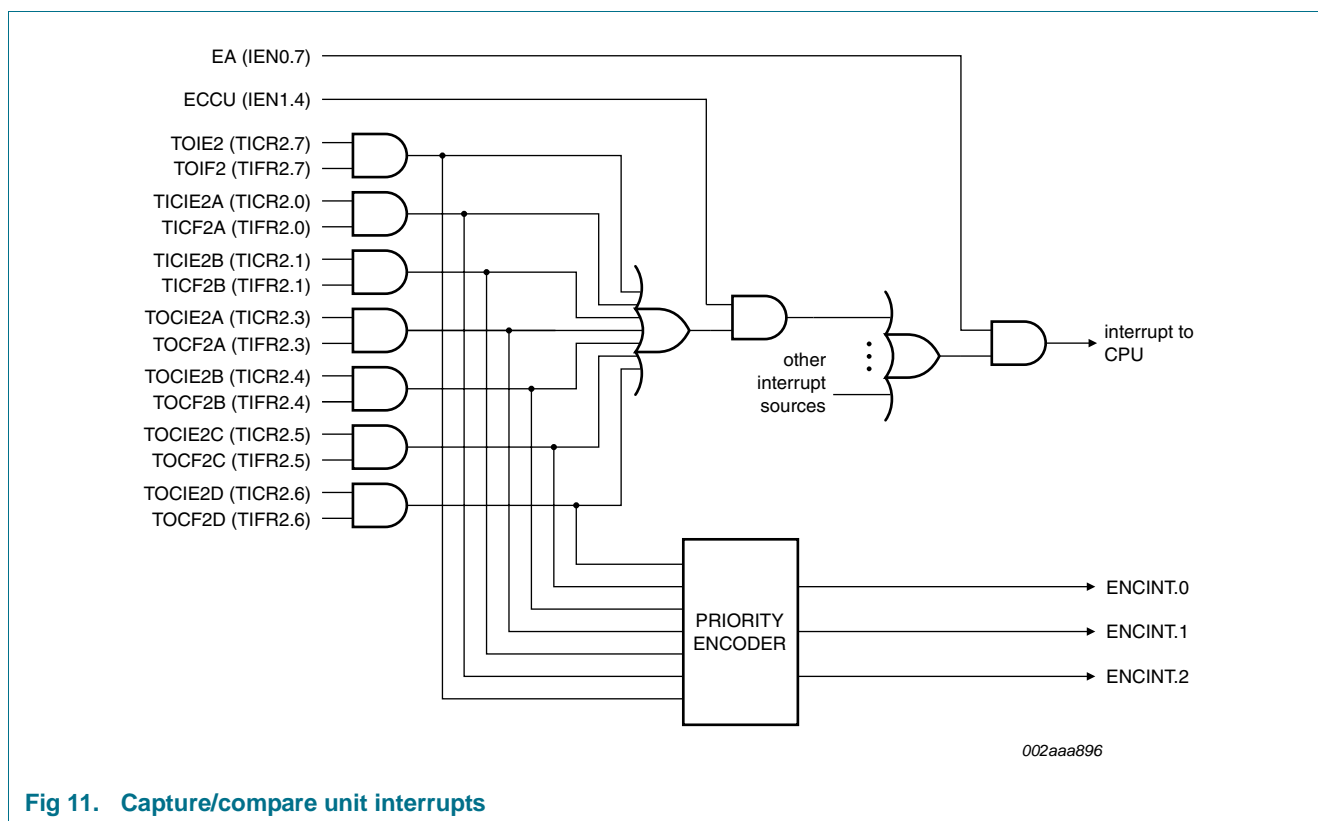 EA (IEN0.7)
ECCU (IEN1.4)
TOIE2 (TICR2.7)
TOIF2 (TIFR2.7)
TICIE2A (TICR2.0)
TICF2A (TIFR2.0)
TICIE2B (TICR2.1)
TICF2B (TIFR2.1)
TOCIE2A (TICR2.3)
TOCF2A (TIFR2.3)
TOCIE2B (TICR2.4)
TOCF2B (TIFR2.4)
TOCIE2C (TICR2.5)
TOCF2C (TIFR2.5)
TOCIE2D (TICR2.6)
TOCF2D (TIFR2.6)
other
interrupt
sources
interrupt to
CPU
PRIORITY
ENCODER
ENCINT.0
ENCINT.1
ENCINT.2
002aaa896
Fig 11. Capture/compare unit interrupts